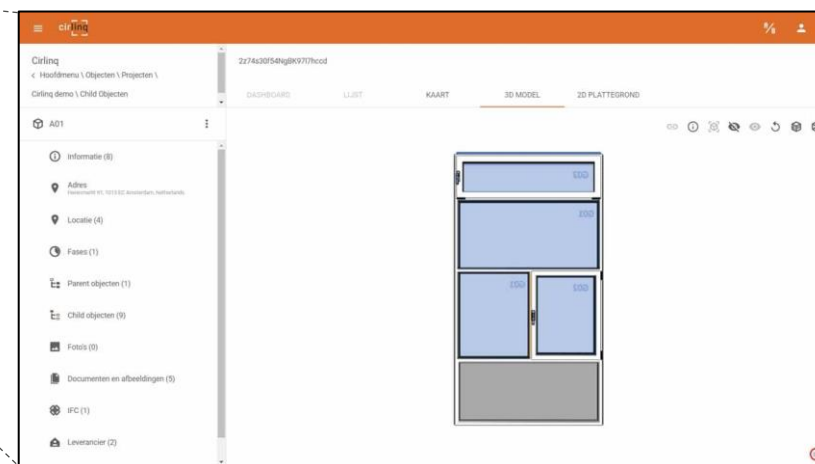 cirlinq
Cirlinq
< Hoofdmenu \ Objecten \ Projecten \
Cirlinq demo \ Child Objecten
2z74s30f54Ng8K97l7hccd
DASHBOARD
LIJST
KAART
3D MODEL
2D PLATTEGROND
A01
Informatie (8)
Adres
Locatie (4)
Fases (1)
Parent objecten (1)
Child objecten (9)
Foto's (0)
Documenten en afbeeldingen (5)
IFC (1)
Leverancier (2)